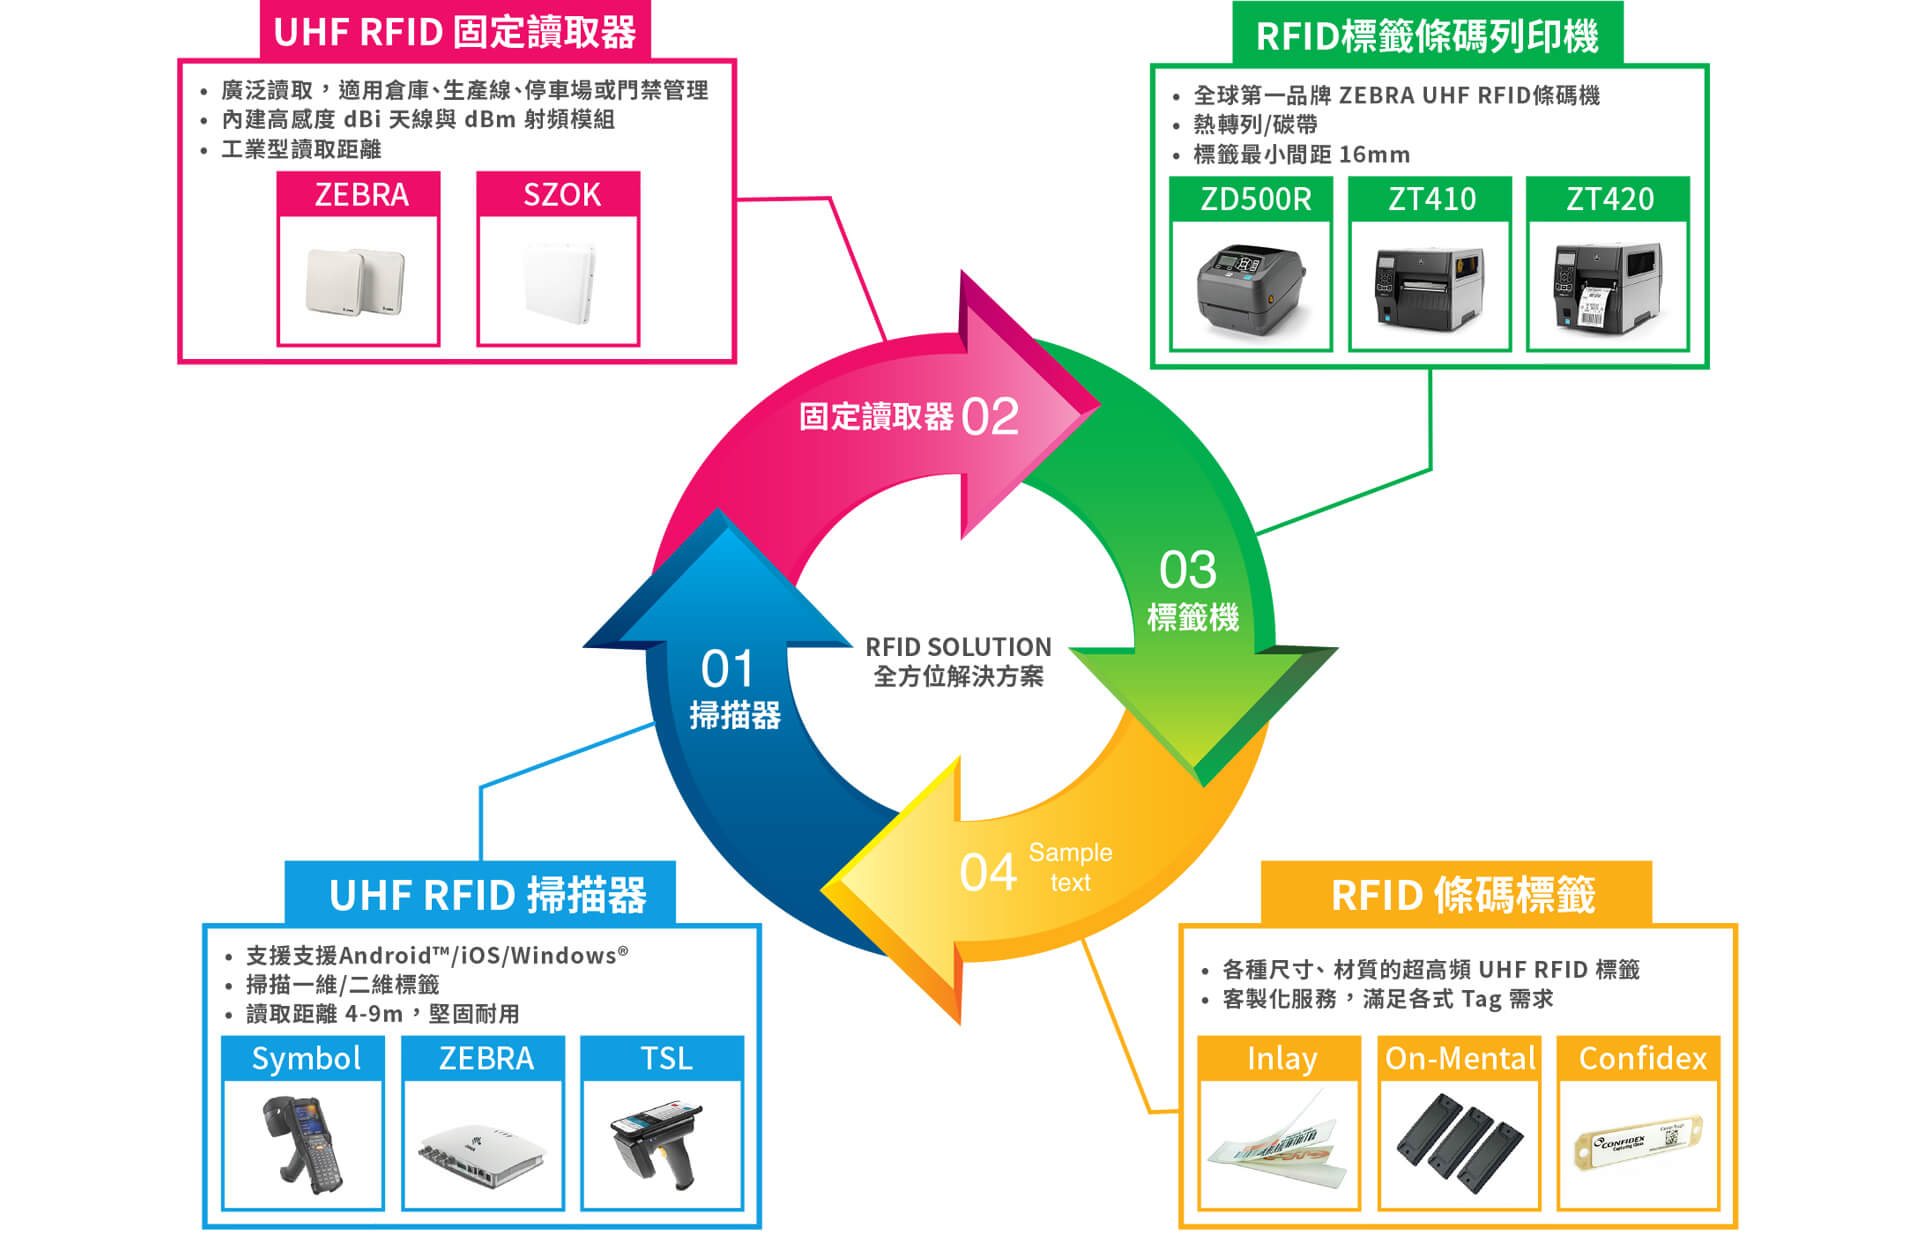 UHF RFID 固定讀取器
• 廣泛讀取，適用倉庫、生產線、停車場或門禁管理
• 內建高感度 dBi 天線與 dBm 射頻模組
• 工業型讀取距離
ZEBRA
SZOK
RFID標籤條碼列印機
• 全球第一品牌 ZEBRA UHF RFID條碼機
• 熱轉列/碳帶
• 標籤最小間距 16mm
ZD500R
ZT410
ZT420
固定讀取器 02
03
標籤機
RFID SOLUTION
全方位解決方案
01
掃描器
04
Sample
text
UHF RFID 掃描器
• 支援支援Android™/iOS/Windows®
• 掃描一維/二維標籤
• 讀取距離 4-9m，堅固耐用
Symbol
ZEBRA
TSL
RFID 條碼標籤
• 各種尺寸、材質的超高頻 UHF RFID 標籤
• 客製化服務，滿足各式 Tag 需求
Inlay
On-Mental
Confidex
CONFIDEX